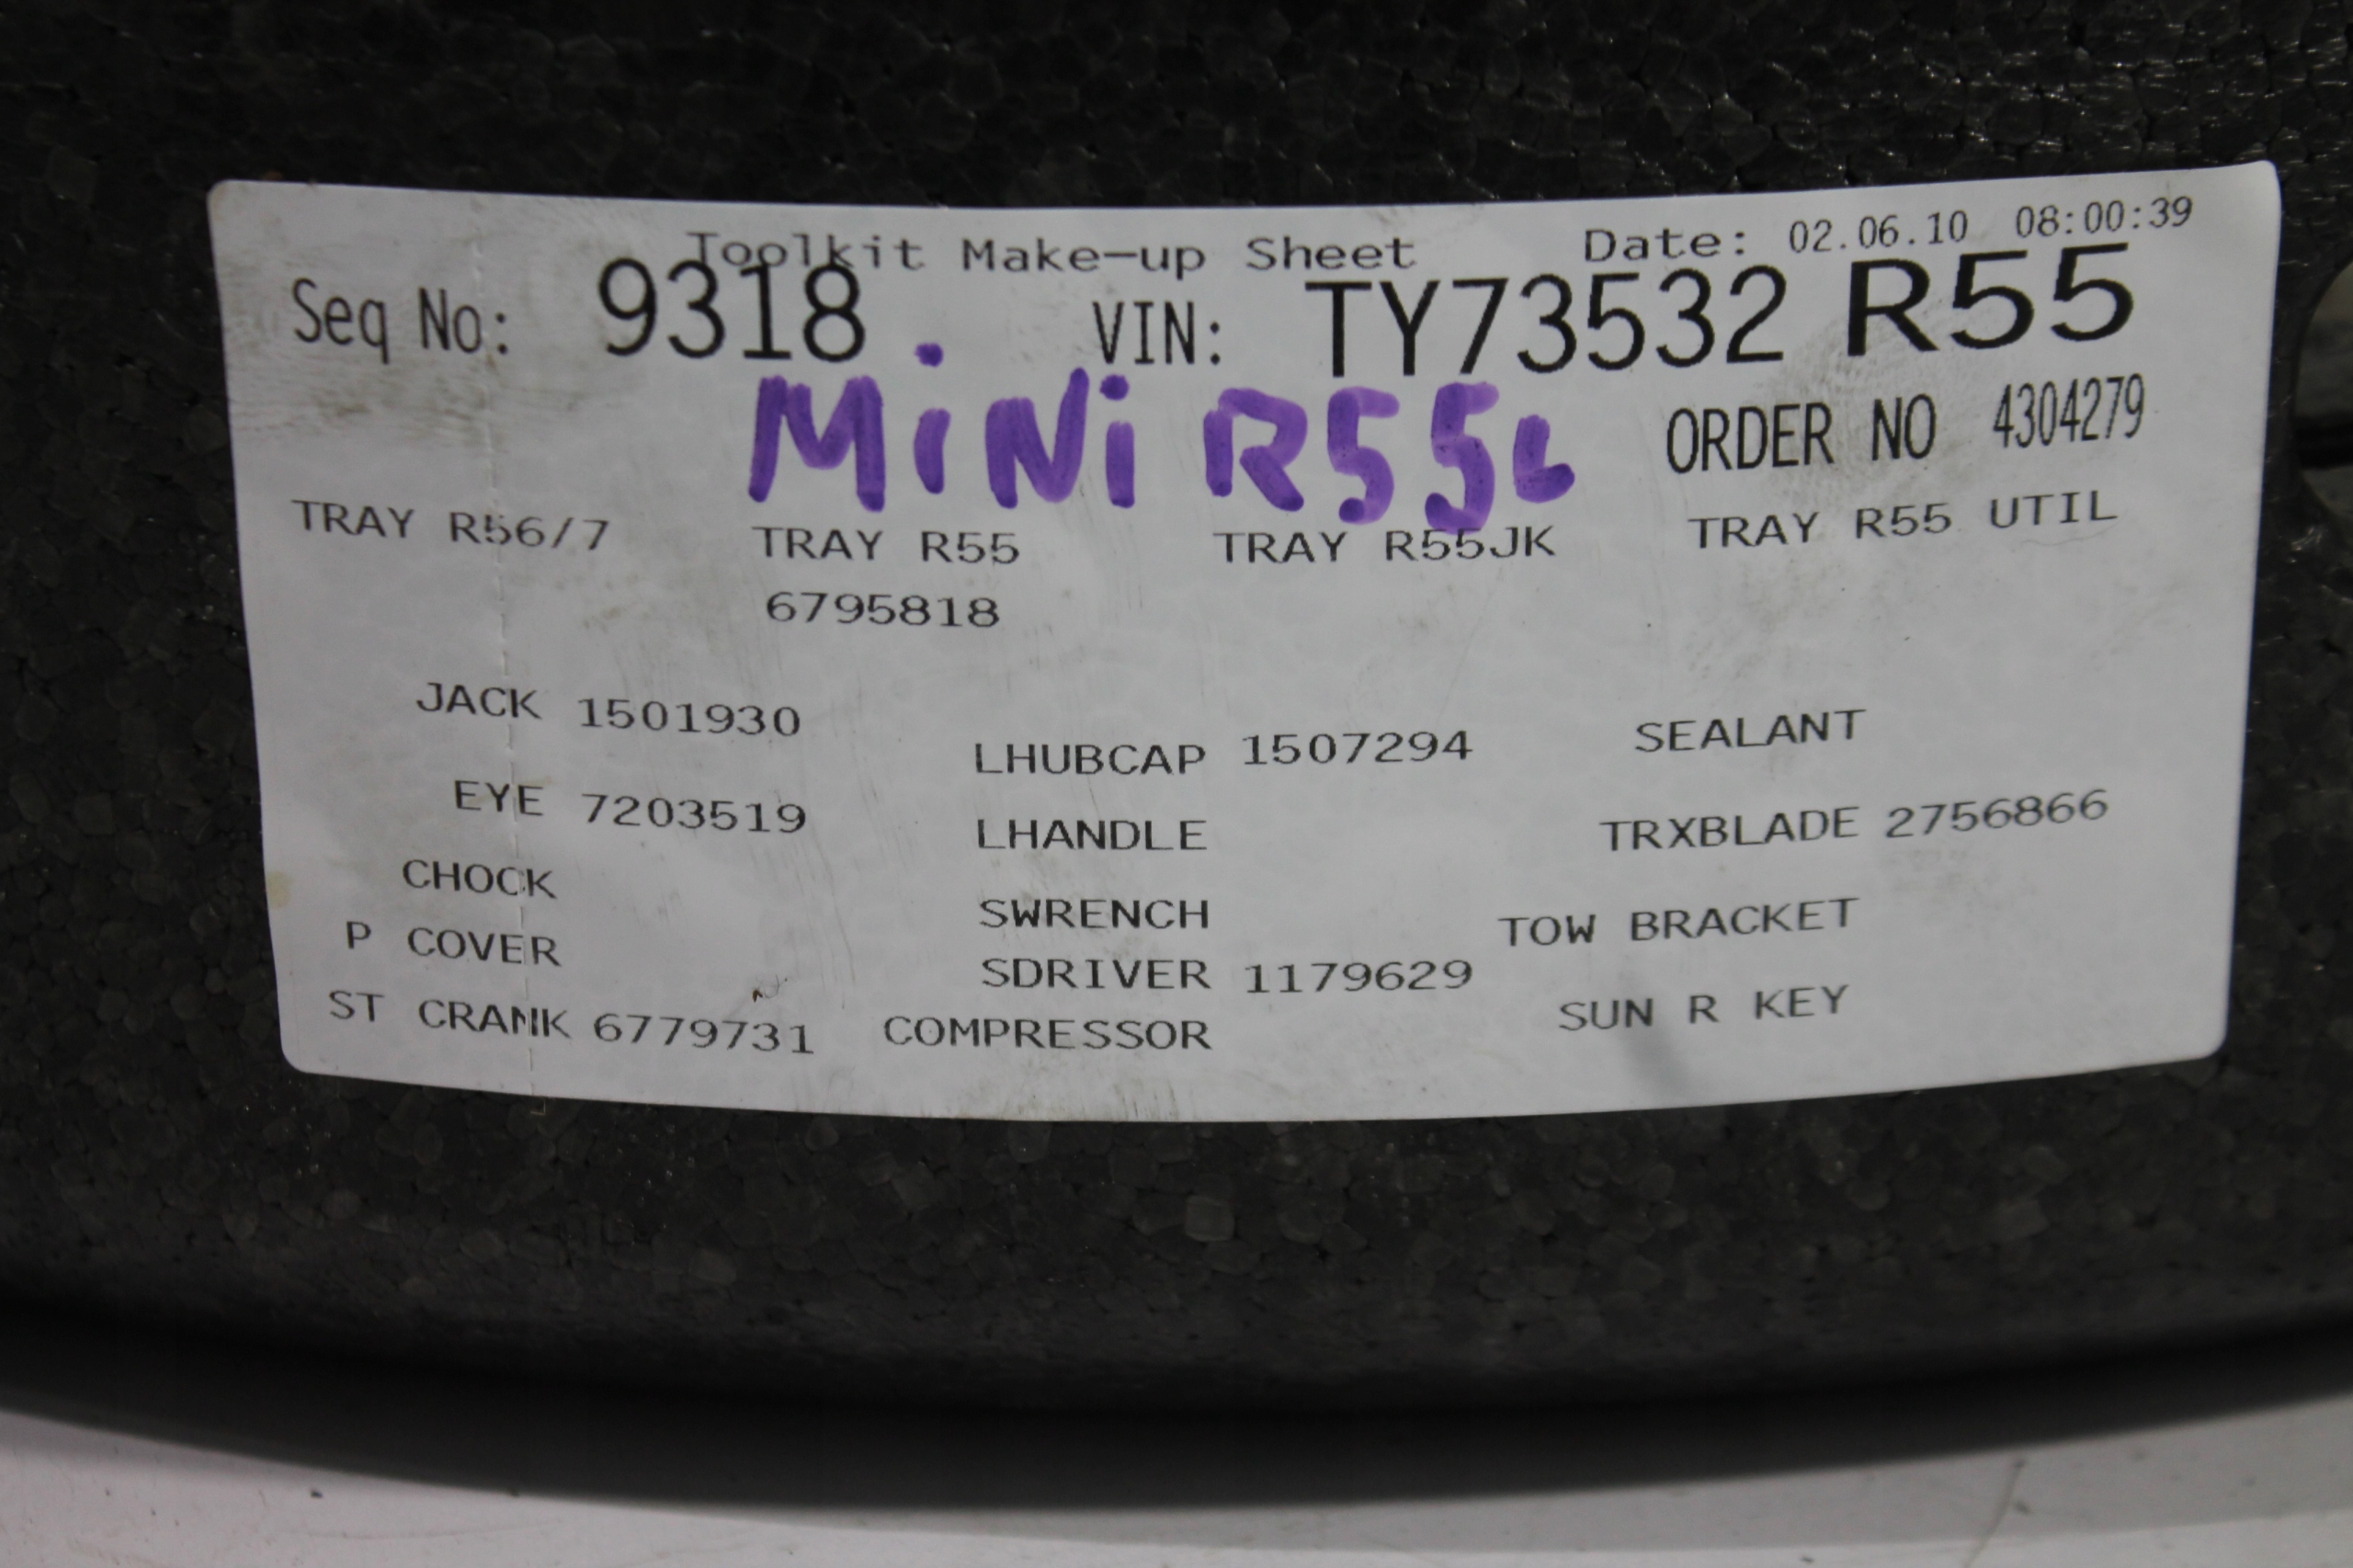 Toolkit Make-up Sheet Date: 02.06.10 08:00:39
Seq No: 9318 VIN: TY73532 R55
MiNi R55L
ORDER NO 4304279
TRAY R56/7 TRAY R55 TRAY R55JK TRAY R55 UTIL
6795818
JACK 1501930 LHUBCAP 1507294 SEALANT
EYE 7203519 LHANDLE TRXBLADE 2756866
CHOCK SWRENCH TOW BRACKET
P COVER SDRIVER 1179629 SUN R KEY
ST CRANK 6779731 COMPRESSOR